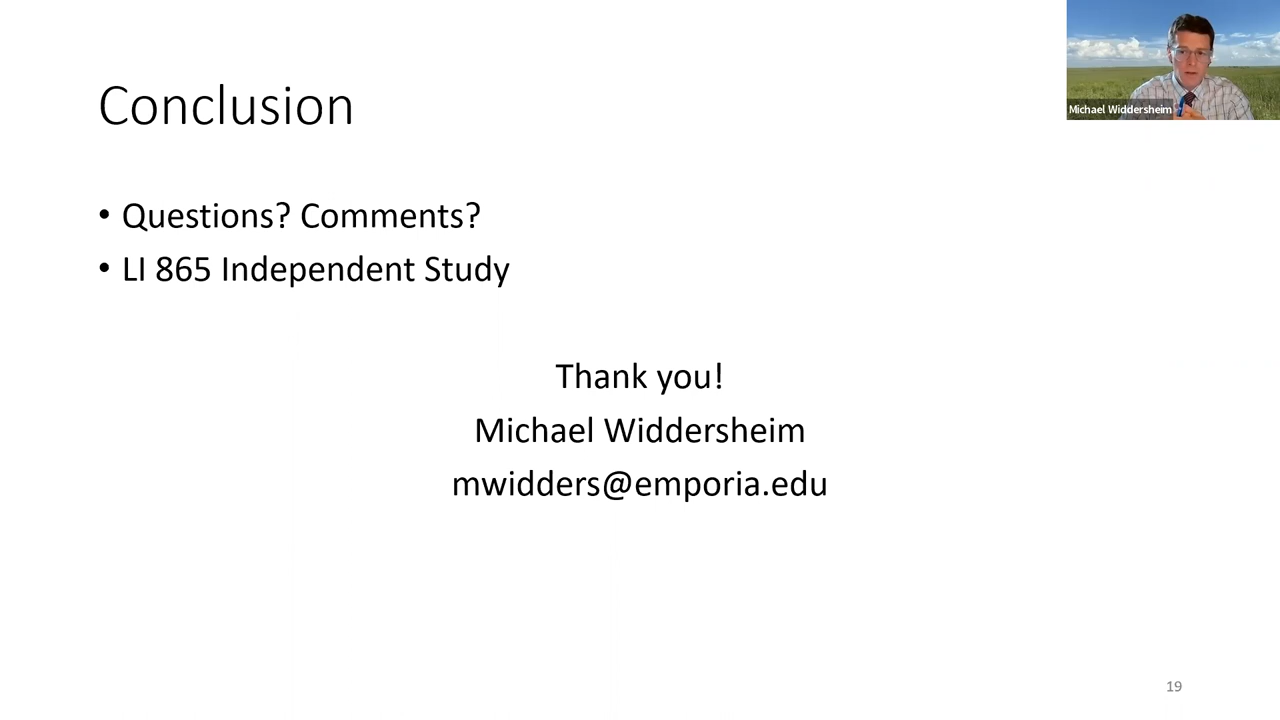 Michael Widdersheim
Conclusion
• Questions? Comments?
• LI 865 Independent Study
Thank you!
Michael Widdersheim
mwidders@emporia.edu
19